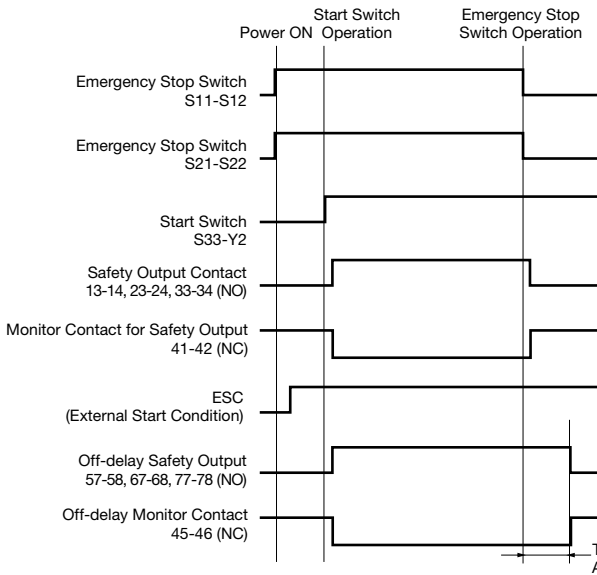 Start Switch
Operation
Emergency Stop
Switch Operation
Power ON
Emergency Stop Switch
S11-S12
Emergency Stop Switch
S21-S22
Start Switch
S33-Y2
Safety Output Contact
13-14, 23-24, 33-34 (NO)
Monitor Contact for Safety Output
41-42 (NC)
ESC
(External Start Condition)
Off-delay Safety Output
57-58, 67-68, 77-78 (NO)
Off-delay Monitor Contact
45-46 (NC)